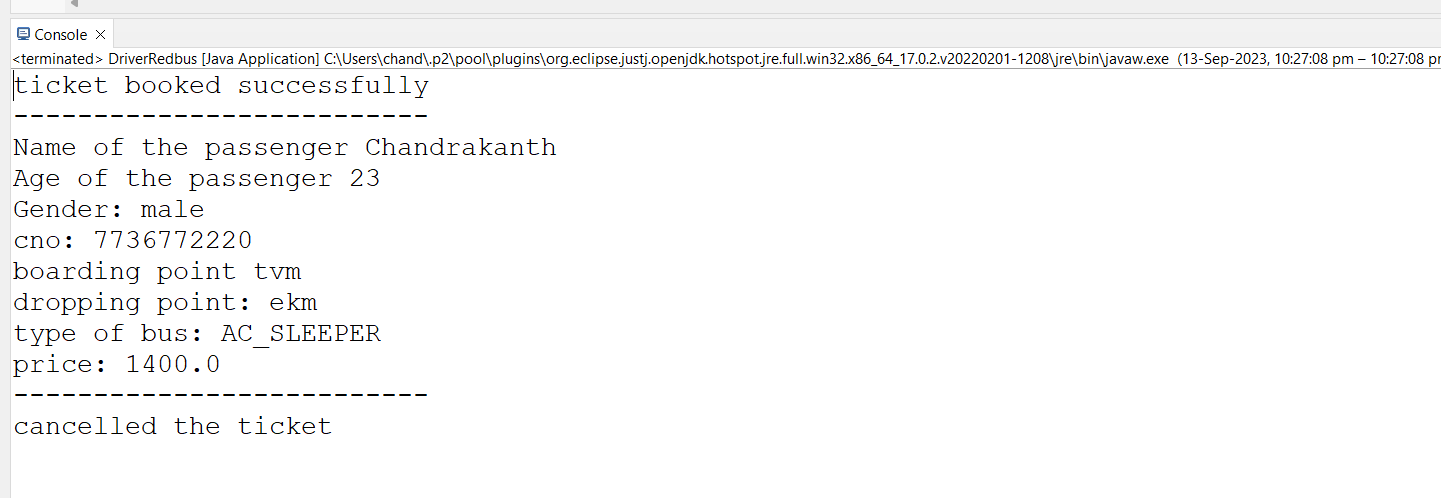 Console
<terminated> DriverRedbus [Java Application] C:\Users\chand\.p2\pool\plugins\org.eclipse.justj.openjdk.hotspot.jre.full.win32.x86_64_17.0.2.v20220201-1208\jre\bin\javaw.exe (13-Sep-2023, 10:27:08 pm – 10:27:08 pm
ticket booked successfully
--------------------------
Name of the passenger Chandrakanth
Age of the passenger 23
Gender: male
cno: 7736772220
boarding point tvm
dropping point: ekm
type of bus: AC_SLEEPER
price: 1400.0
--------------------------
cancelled the ticket